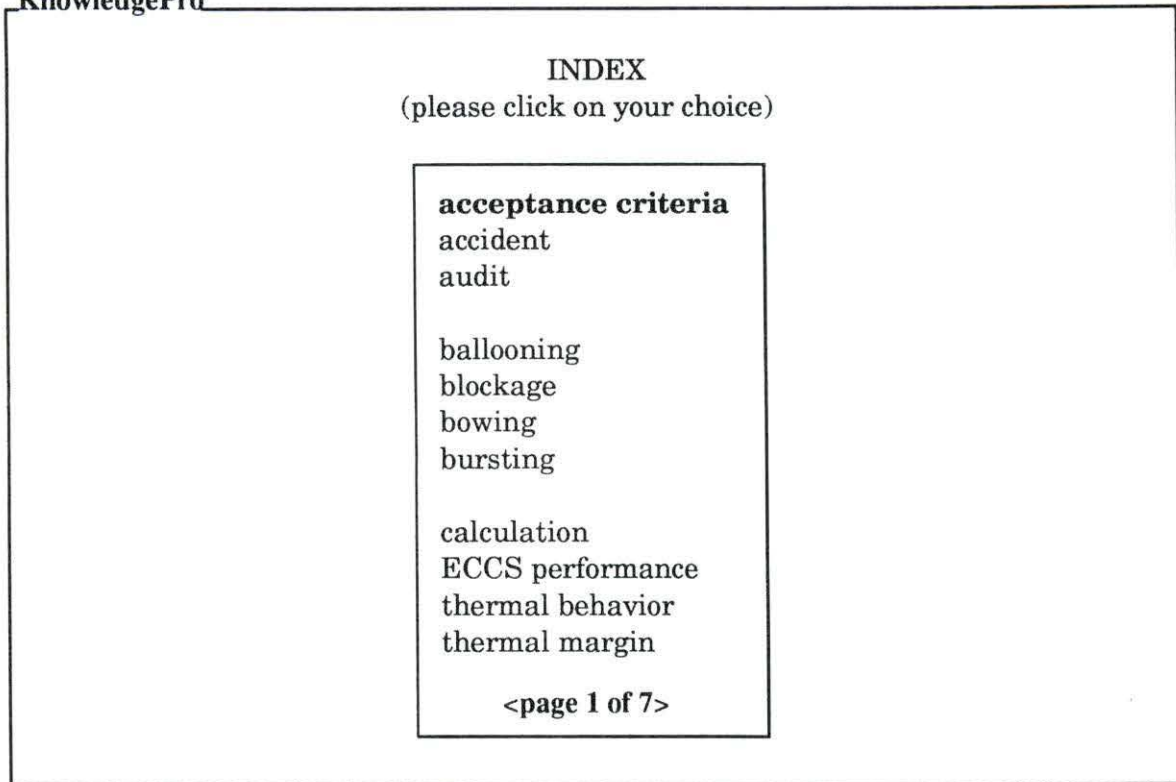 KnowledgePro
INDEX
(please click on your choice)
acceptance criteria
accident
audit
ballooning
blockage
bowing
bursting
calculation
ECCS performance
thermal behavior
thermal margin
<page 1 of 7>